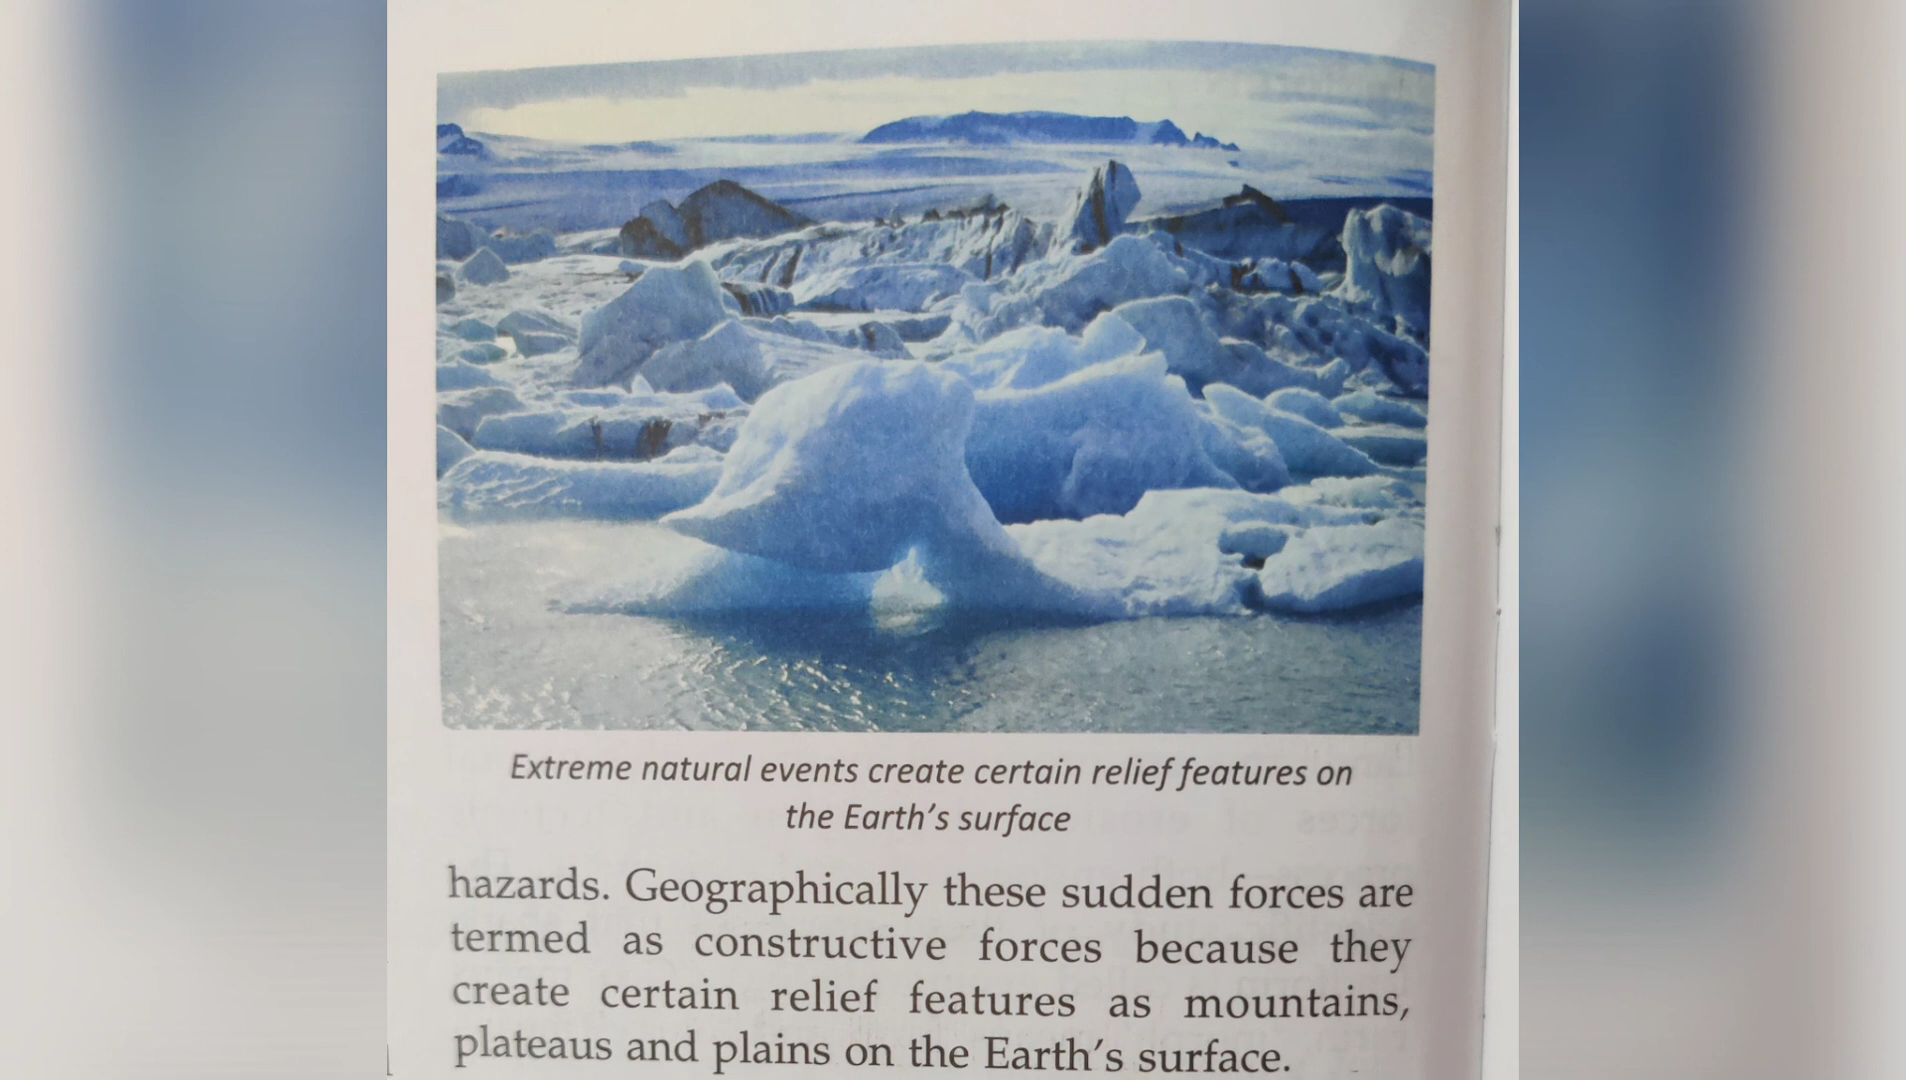 Extreme natural events create certain relief features on
the Earth's surface
hazards. Geographically these sudden forces are
termed as constructive forces because they
create certain relief features as mountains,
plateaus and plains on the Earth's surface.